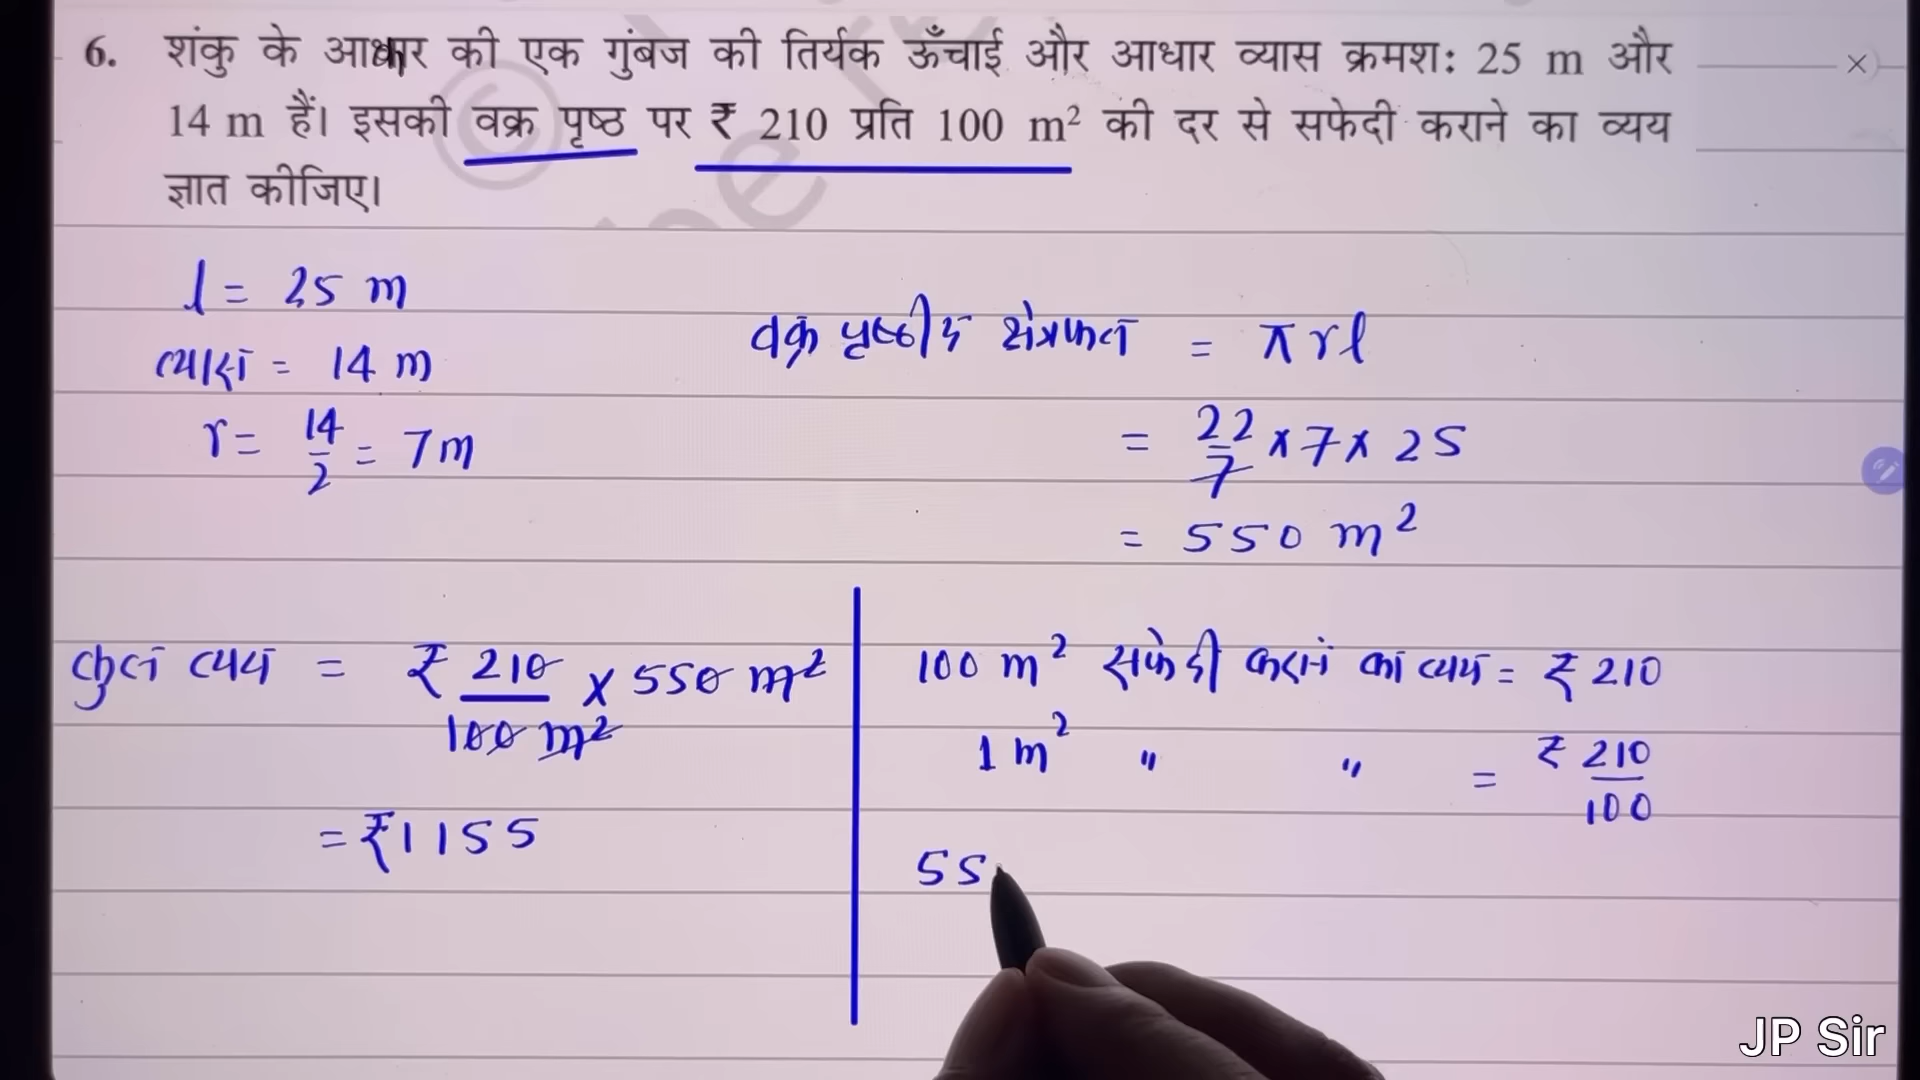 6. शंकु के आधार की एक गुंबज की तिर्यक ऊँचाई और आधार व्यास क्रमशः 25 m और
14 m हैं। इसकी वक्र पृष्ठ पर ₹ 210 प्रति 100 m² की दर से सफेदी कराने का व्यय
ज्ञात कीजिए।
l = 25 m
व्यास = 14 m
r = 14/2 = 7 m
वक्र पृष्ठीय क्षेत्रफल = π r l
= 22/7 × 7 × 25
= 550 m²
कुल व्यय = ₹ 210/100 m² × 550 m²
= ₹ 1155
100 m² सफेदी कराने का व्यय = ₹ 210
1 m² " " = ₹ 210/100
55
JP Sir